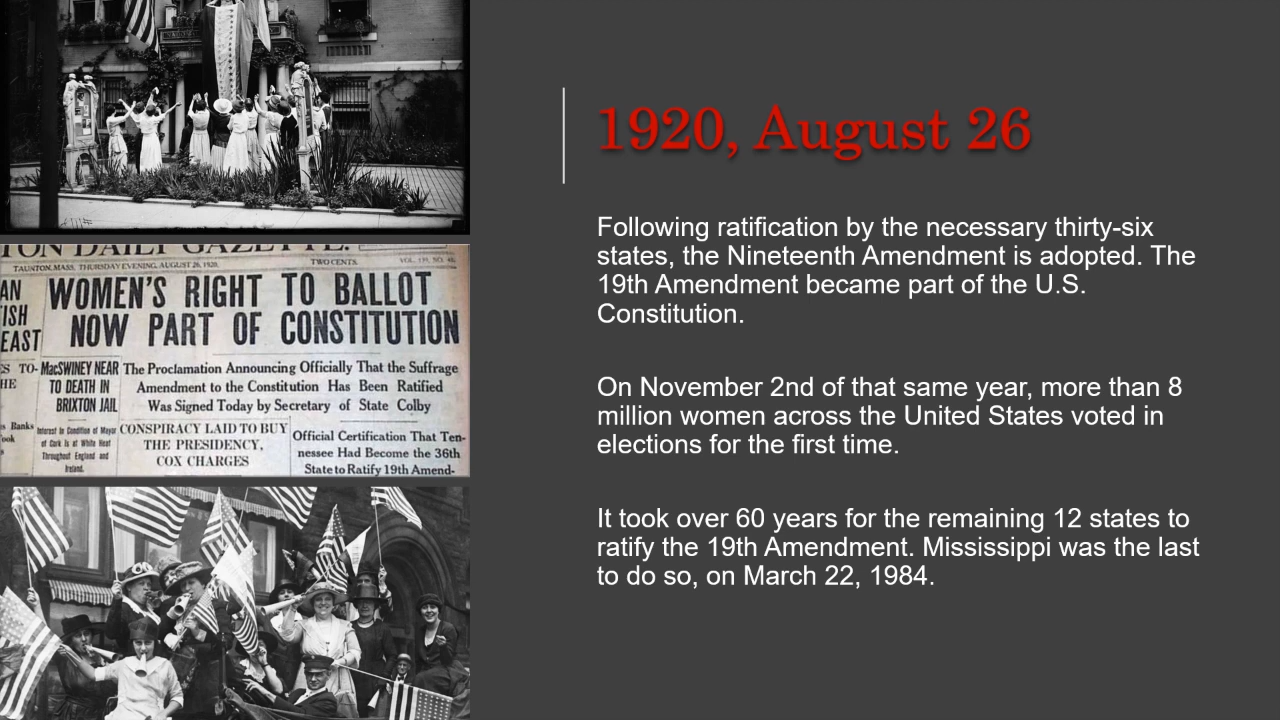 1920, August 26
Following ratification by the necessary thirty-six
states, the Nineteenth Amendment is adopted. The
19th Amendment became part of the U.S.
Constitution.
On November 2nd of that same year, more than 8
million women across the United States voted in
elections for the first time.
It took over 60 years for the remaining 12 states to
ratify the 19th Amendment. Mississippi was the last
to do so, on March 22, 1984.
TON DAILY GAZETTE.
TAUNTON, MASS. THURSDAY EVENING, AUGUST 26, 1920.
TWO CENTS.
WOMEN'S RIGHT TO BALLOT
NOW PART OF CONSTITUTION
AN
ISH
EAST
S TO-
HE
s Banks
ook
MacSWINEY NEAR
TO DEATH IN
BRIXTON JAIL
Interest in Condition of Mayor
of Cork Is at White Heat
Throughout England and
Ireland.
The Proclamation Announcing Officially That the Suffrage
Amendment to the Constitution Has Been Ratified
Was Signed Today by Secretary of State Colby
CONSPIRACY LAID TO BUY
THE PRESIDENCY,
COX CHARGES
Official Certification That Ten-
nessee Had Become the 36th
State to Ratify 19th Amend-